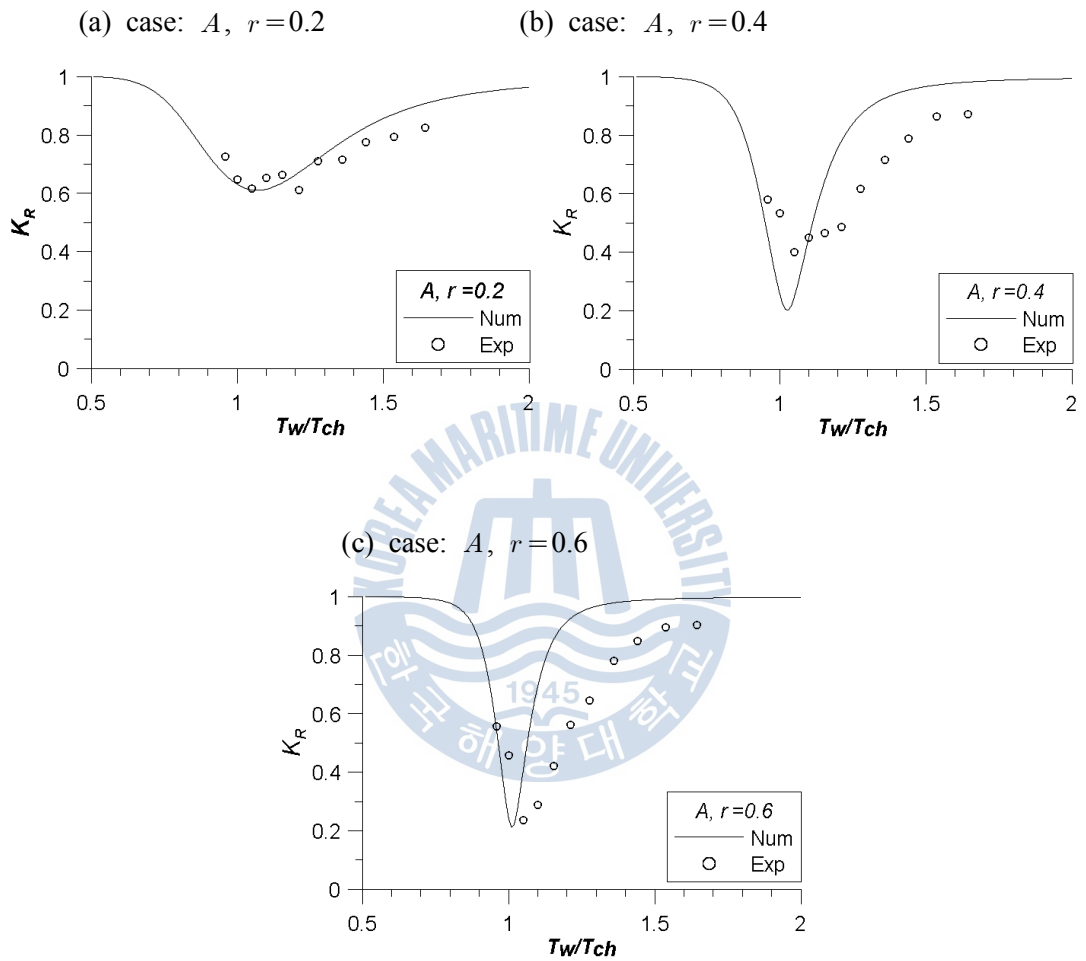 (a) case: A, r=0.2
1
0.8
0.6
0.4
0.2
0
K_R
0.5
1
1.5
2
Tw/Tch
A, r =0.2
Num
Exp
(b) case: A, r=0.4
1
0.8
0.6
0.4
0.2
0
K_R
0.5
1
1.5
2
Tw/Tch
A, r =0.4
Num
Exp
(c) case: A, r=0.6
1
0.8
0.6
0.4
0.2
0
K_R
0.5
1
1.5
2
Tw/Tch
A, r =0.6
Num
Exp
KOREA MARITIME UNIVERSITY
1945
한국해양대학교